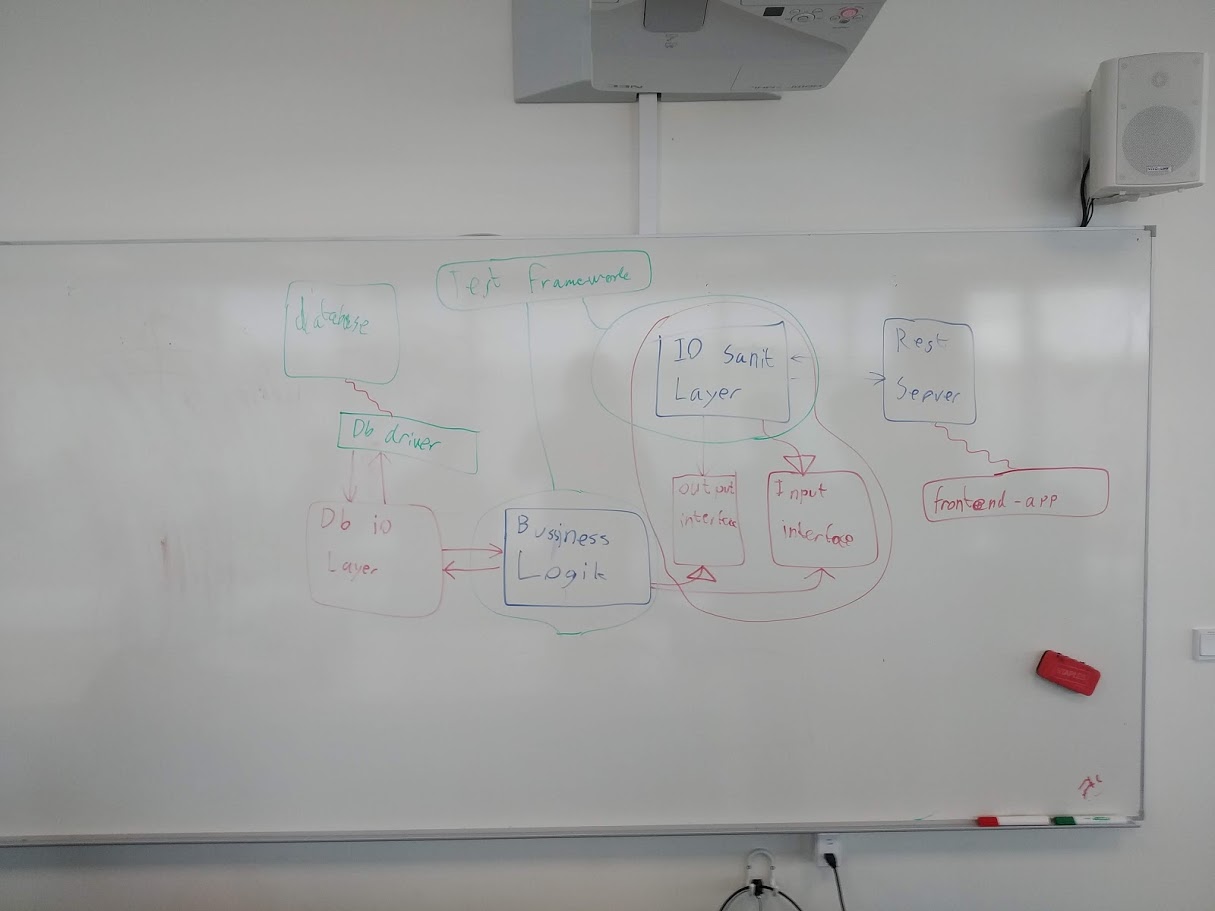 Test Framework
database
IO Sanit
Layer
Rest
Server
Db driver
output
interface
Input
interface
frontend-app
Db io
Layer
Bussiness
Logik